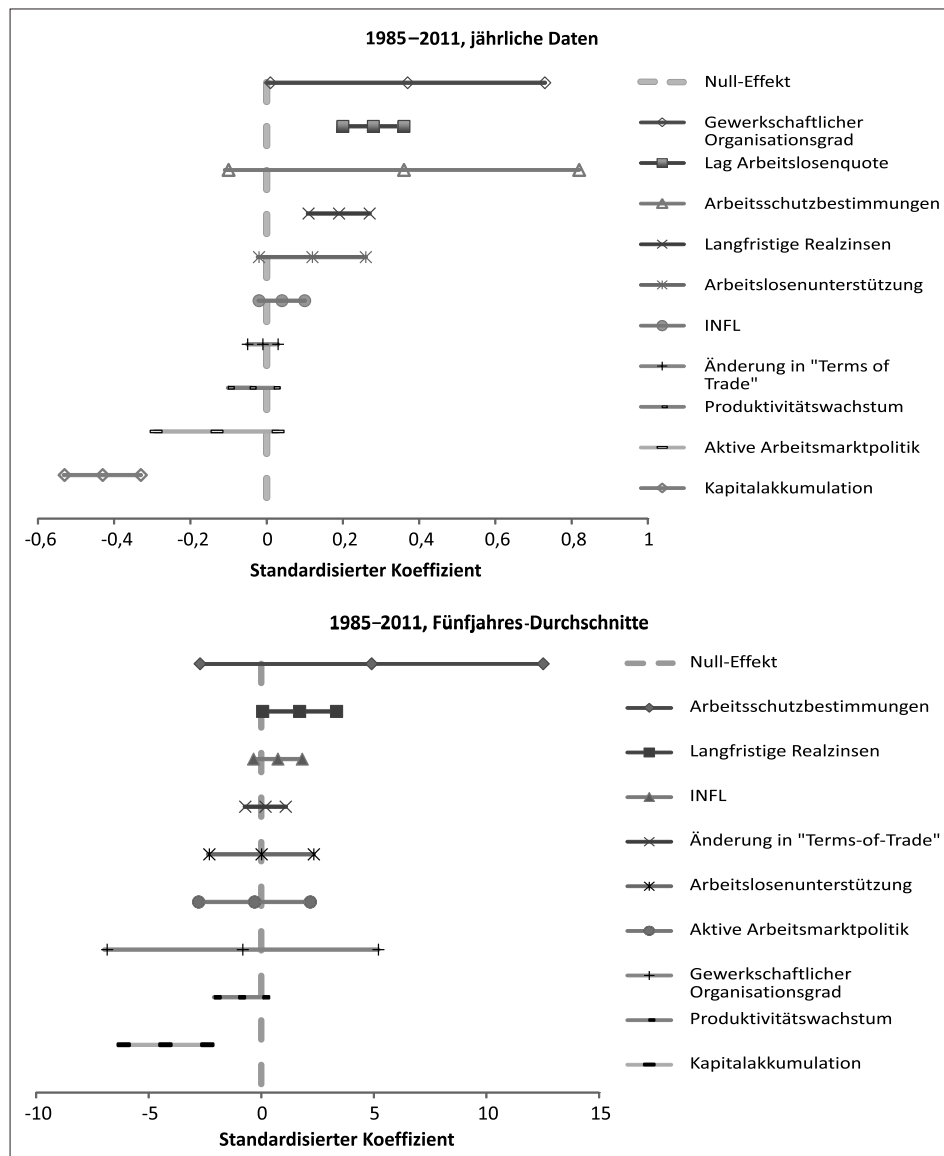 1985–2011, jährliche Daten
Null-Effekt
Gewerkschaftlicher
Organisationsgrad
Lag Arbeitslosenquote
Arbeitsschutzbestimmungen
Langfristige Realzinsen
Arbeitslosenunterstützung
INFL
Änderung in "Terms of
Trade"
Produktivitätswachstum
Aktive Arbeitsmarktpolitik
Kapitalakkumulation
-0,6 -0,4 -0,2 0 0,2 0,4 0,6 0,8 1
Standardisierter Koeffizient
1985–2011, Fünfjahres-Durchschnitte
Null-Effekt
Arbeitsschutzbestimmungen
Langfristige Realzinsen
INFL
Änderung in "Terms-of-Trade"
Arbeitslosenunterstützung
Aktive Arbeitsmarktpolitik
Gewerkschaftlicher
Organisationsgrad
Produktivitätswachstum
Kapitalakkumulation
-10 -5 0 5 10 15
Standardisierter Koeffizient